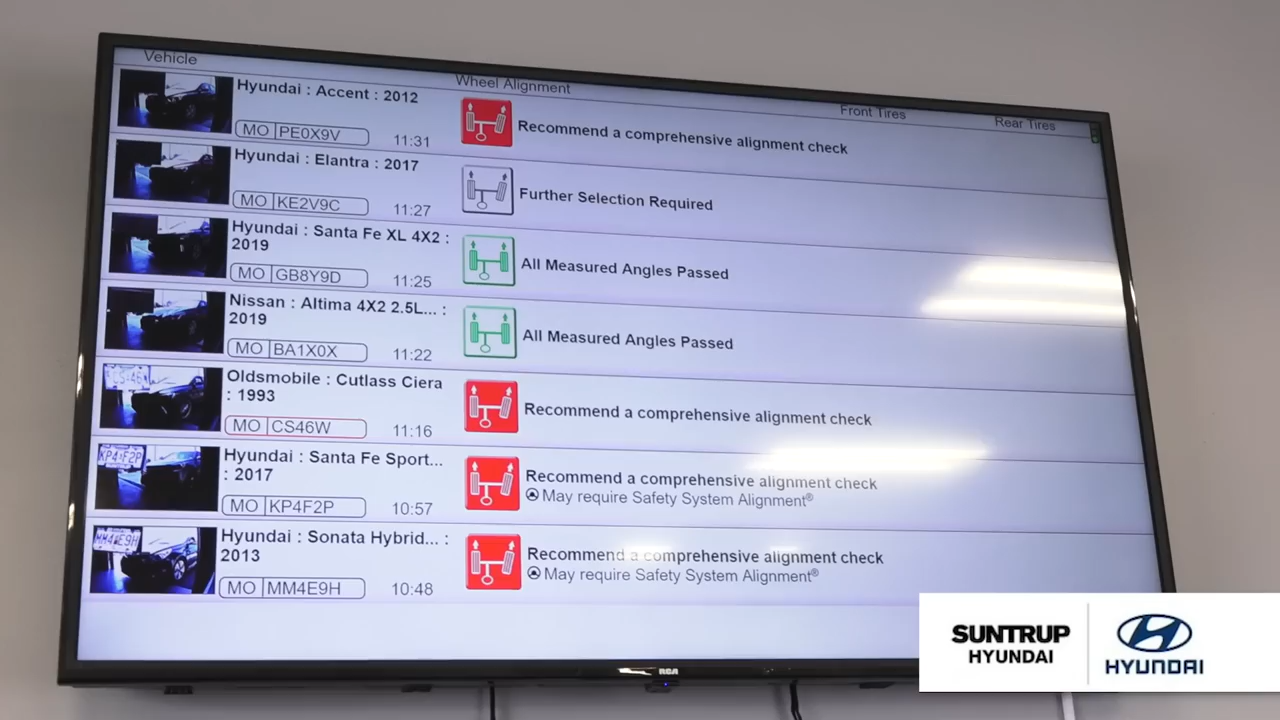 Vehicle
Wheel Alignment
Front Tires
Rear Tires
Hyundai : Accent : 2012
MO PE0X9V
11:31
Recommend a comprehensive alignment check
Hyundai : Elantra : 2017
MO KE2V9C
11:27
Further Selection Required
Hyundai : Santa Fe XL 4X2 :
2019
MO GB8Y9D
11:25
All Measured Angles Passed
Nissan : Altima 4X2 2.5L... :
2019
MO BA1X0X
11:22
All Measured Angles Passed
Oldsmobile : Cutlass Ciera
: 1993
MO CS46W
11:16
Recommend a comprehensive alignment check
KP4F2P
Hyundai : Santa Fe Sport...
: 2017
MO KP4F2P
10:57
Recommend a comprehensive alignment check
May require Safety System Alignment®
MM4E9H
Hyundai : Sonata Hybrid... :
2013
MO MM4E9H
10:48
Recommend a comprehensive alignment check
May require Safety System Alignment®
RCA
SUNTRUP
HYUNDAI
HYUNDAI